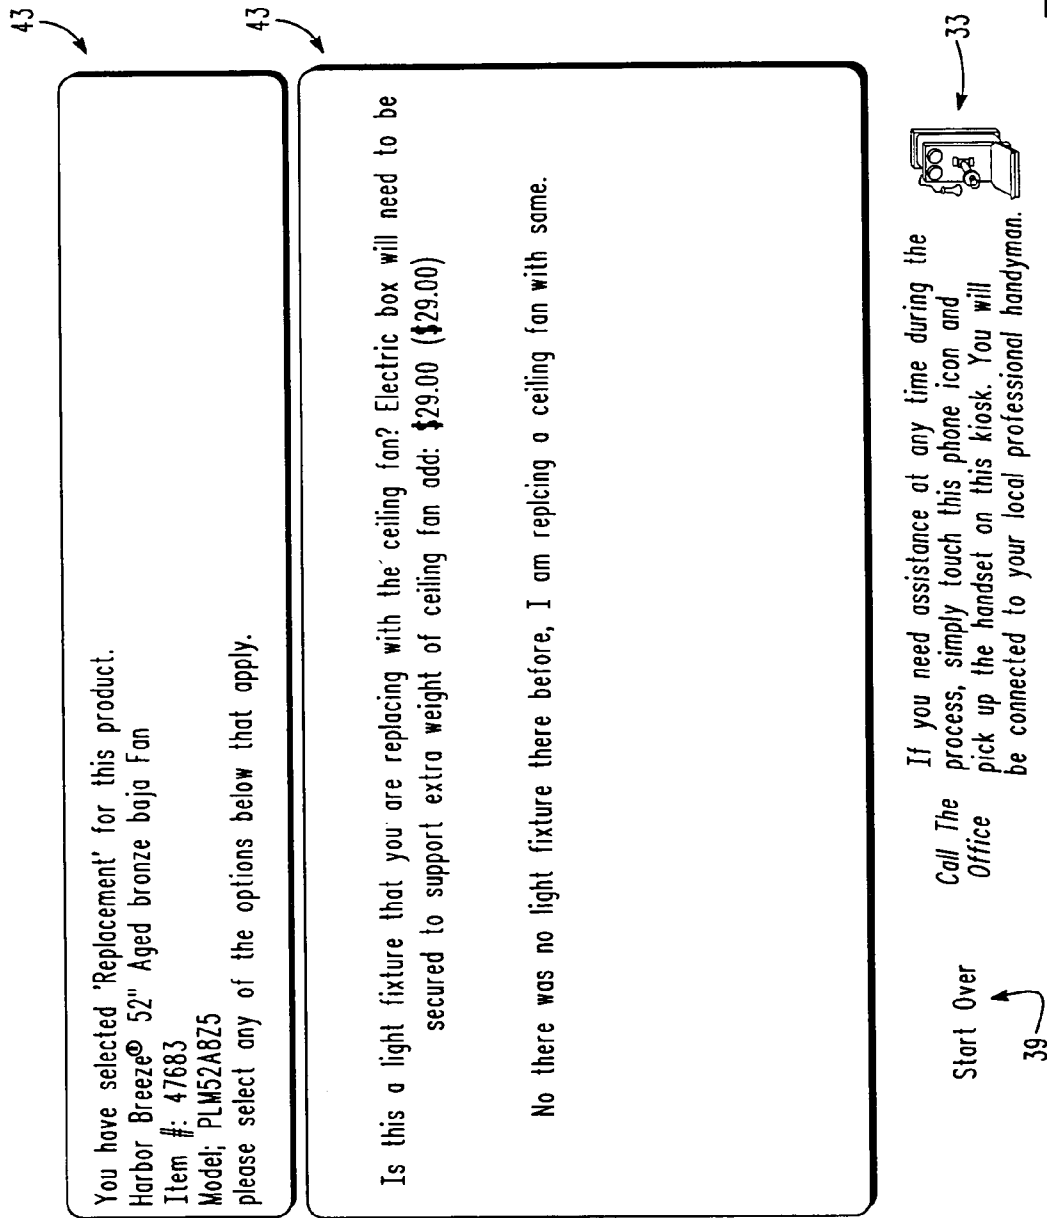 43
You have selected 'Replacement' for this product.
Harbor Breeze® 52" Aged bronze baja Fan
Item #: 47683
Model; PLM52ABZ5
please select any of the options below that apply.
43
Is this a light fixture that you are replacing with the ceiling fan? Electric box will need to be
secured to support extra weight of ceiling fan add: $29.00 ($29.00)
No there was no light fixture there before, I am replcing a ceiling fan with same.
Start Over
39
Call The
Office
If you need assistance at any time during the
process, simply touch this phone icon and
pick up the handset on this kiosk. You will
be connected to your local professional handyman.
33